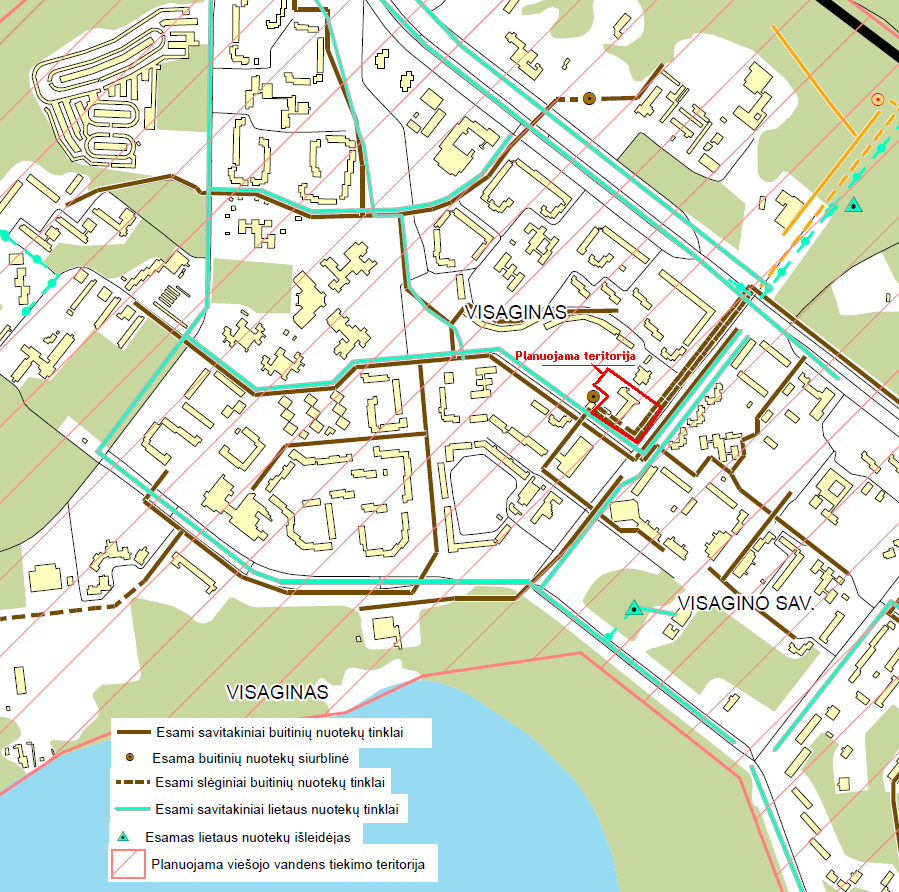 VISAGINAS
Planuojama teritorija
VISAGINO SAV.
VISAGINAS
Esami savitakiniai buitinių nuotekų tinklai
Esama buitinių nuotekų siurblinė
Esami slėginiai buitinių nuotekų tinklai
Esami savitakiniai lietaus nuotekų tinklai
Esamas lietaus nuotekų išleidėjas
Planuojama viešojo vandens tiekimo teritorija